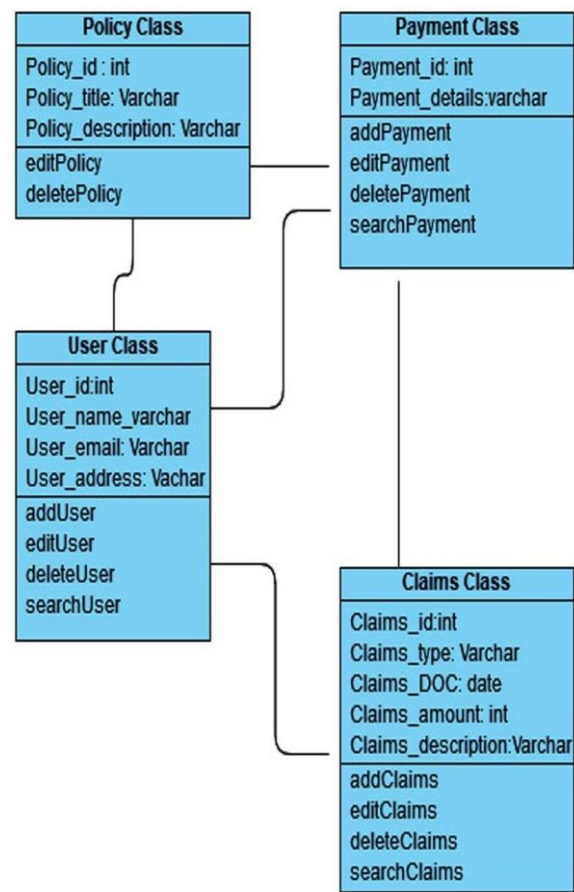 Policy Class
Policy_id : int
Policy_title: Varchar
Policy_description: Varchar
editPolicy
deletePolicy
Payment Class
Payment_id: int
Payment_details:varchar
addPayment
editPayment
deletePayment
searchPayment
User Class
User_id:int
User_name_varchar
User_email: Varchar
User_address: Vachar
addUser
editUser
deleteUser
searchUser
Claims Class
Claims_id:int
Claims_type: Varchar
Claims_DOC: date
Claims_amount: int
Claims_description:Varchar
addClaims
editClaims
deleteClaims
searchClaims